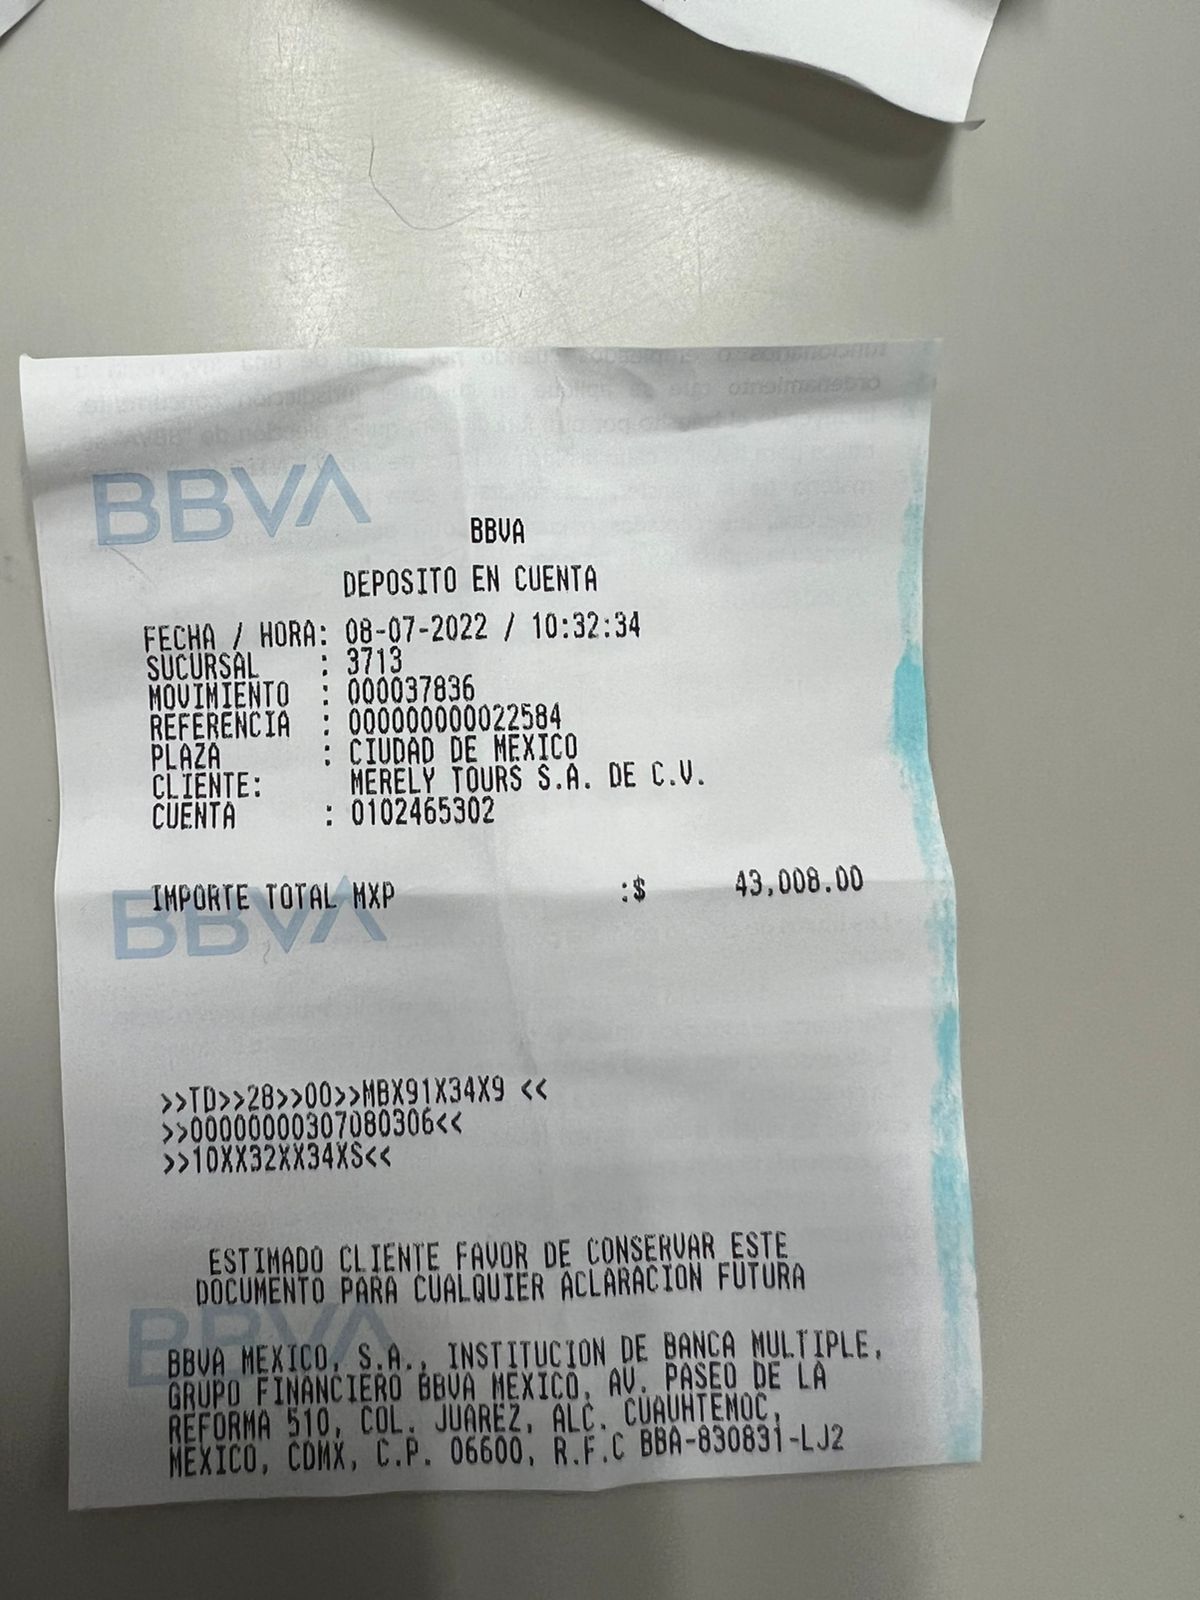 BBVA
BBVA
DEPOSITO EN CUENTA
FECHA / HORA: 08-07-2022 / 10:32:34
SUCURSAL : 3713
MOVIMIENTO : 000037836
REFERENCIA : 000000000022584
PLAZA : CIUDAD DE MEXICO
CLIENTE: MERELY TOURS S.A. DE C.V.
CUENTA : 0102465302
IMPORTE TOTAL MXP :$ 43,008.00
BBVA
>>TD>>28>>00>>MBX91X34X9 <<
>>00000000307080306<<
>>10XX32XX34XS<<
ESTIMADO CLIENTE FAVOR DE CONSERVAR ESTE
DOCUMENTO PARA CUALQUIER ACLARACION FUTURA
BBVA
BBVA MEXICO, S.A., INSTITUCION DE BANCA MULTIPLE,
GRUPO FINANCIERO BBVA MEXICO, AV. PASEO DE LA
REFORMA 510, COL. JUAREZ, ALC. CUAUHTEMOC,
MEXICO, CDMX, C.P. 06600, R.F.C BBA-830831-LJ2